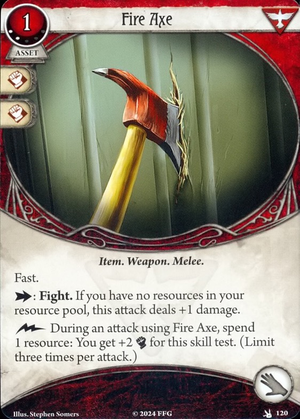 1
Fire Axe
ASSET
Item. Weapon. Melee.
Fast.
: Fight. If you have no resources in your
resource pool, this attack deals +1 damage.
During an attack using Fire Axe, spend
1 resource: You get +2 for this skill test. (Limit
three times per attack.)
Illus. Stephen Somers
© 2024 FFG
120